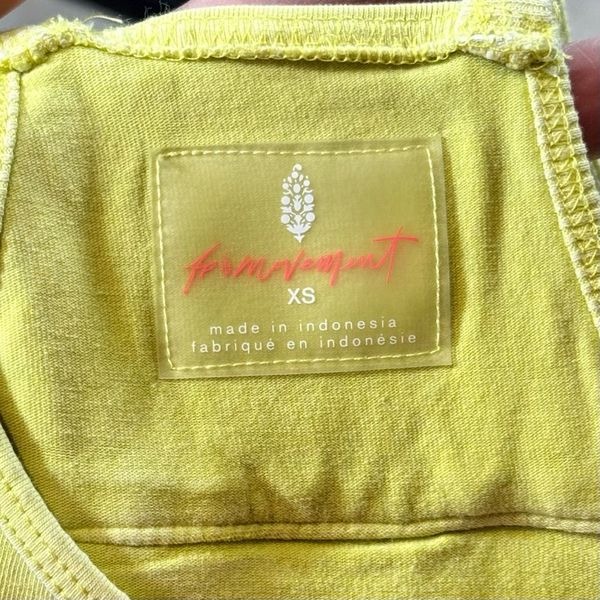 fp movement
XS
made in indonesia
fabriqué en indonésie